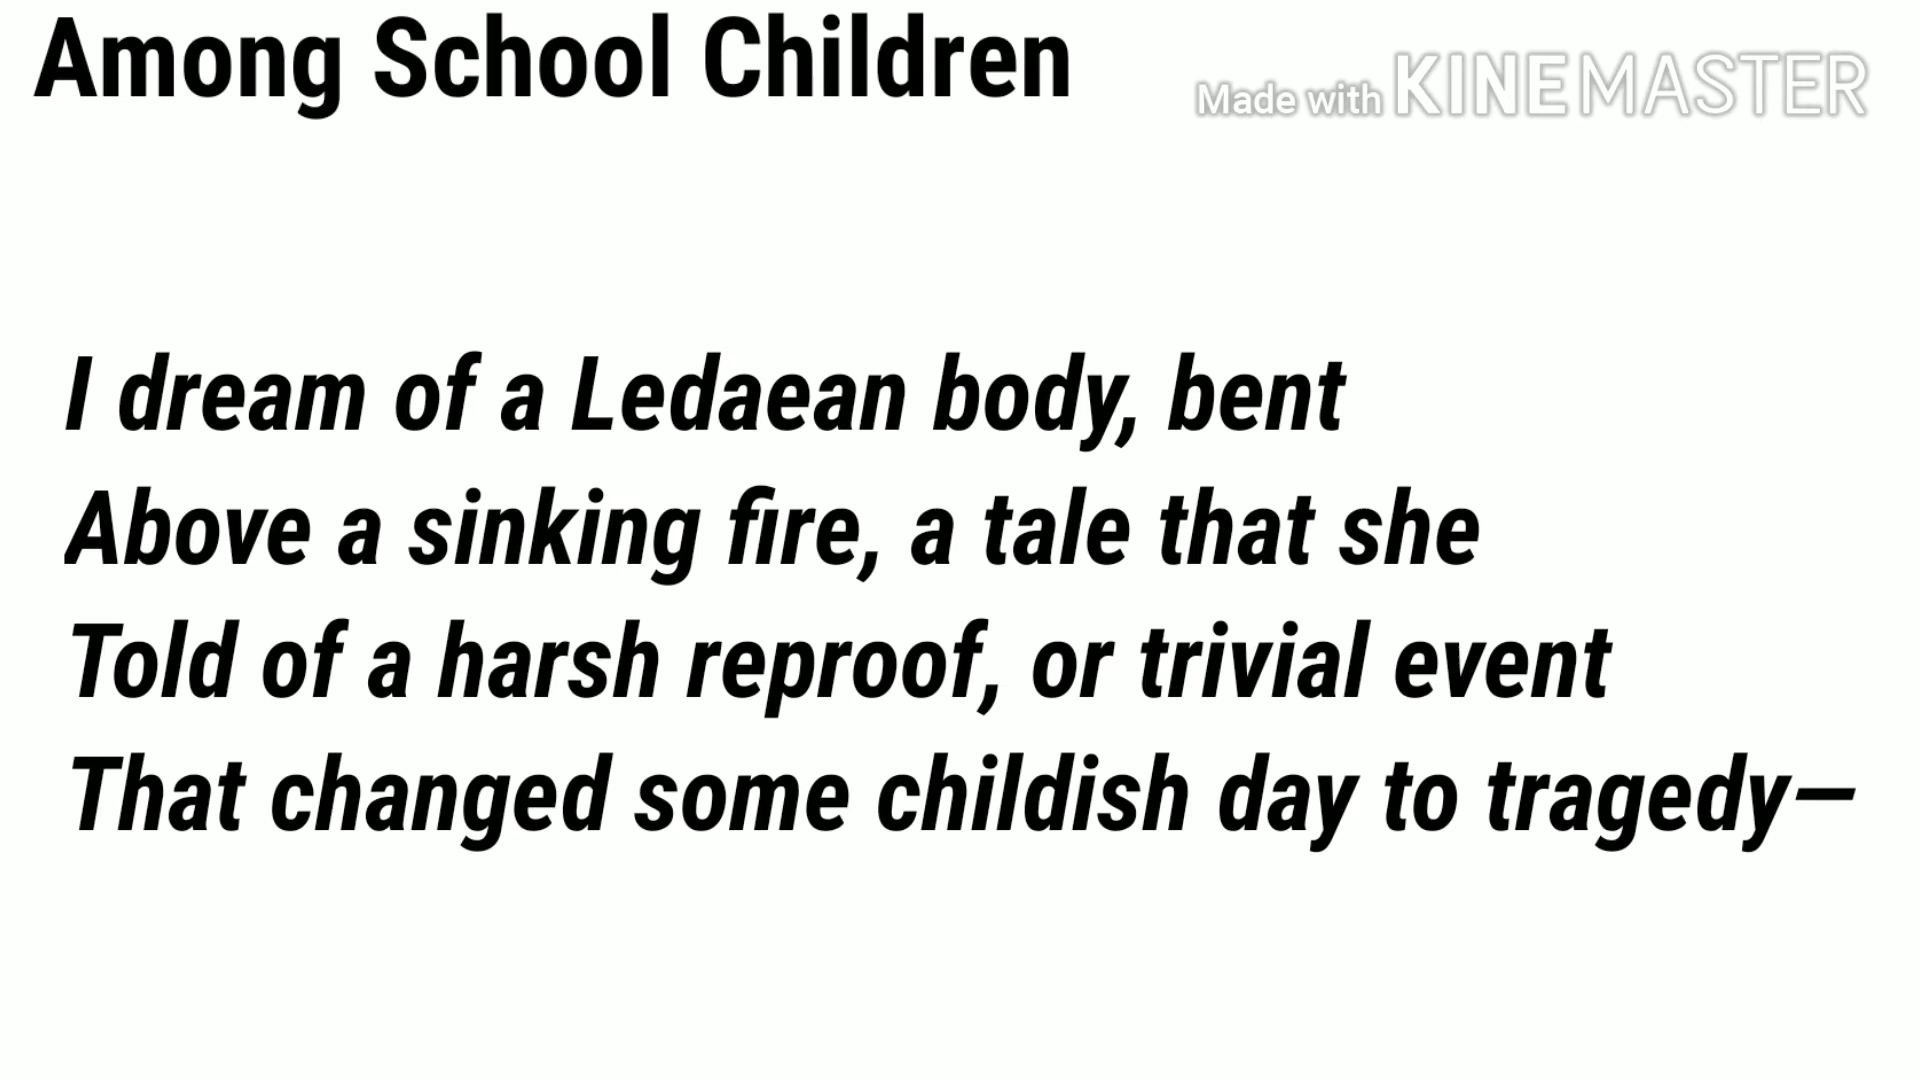 Among School Children
Made with KINEMASTER
I dream of a Ledaean body, bent
Above a sinking fire, a tale that she
Told of a harsh reproof, or trivial event
That changed some childish day to tragedy—